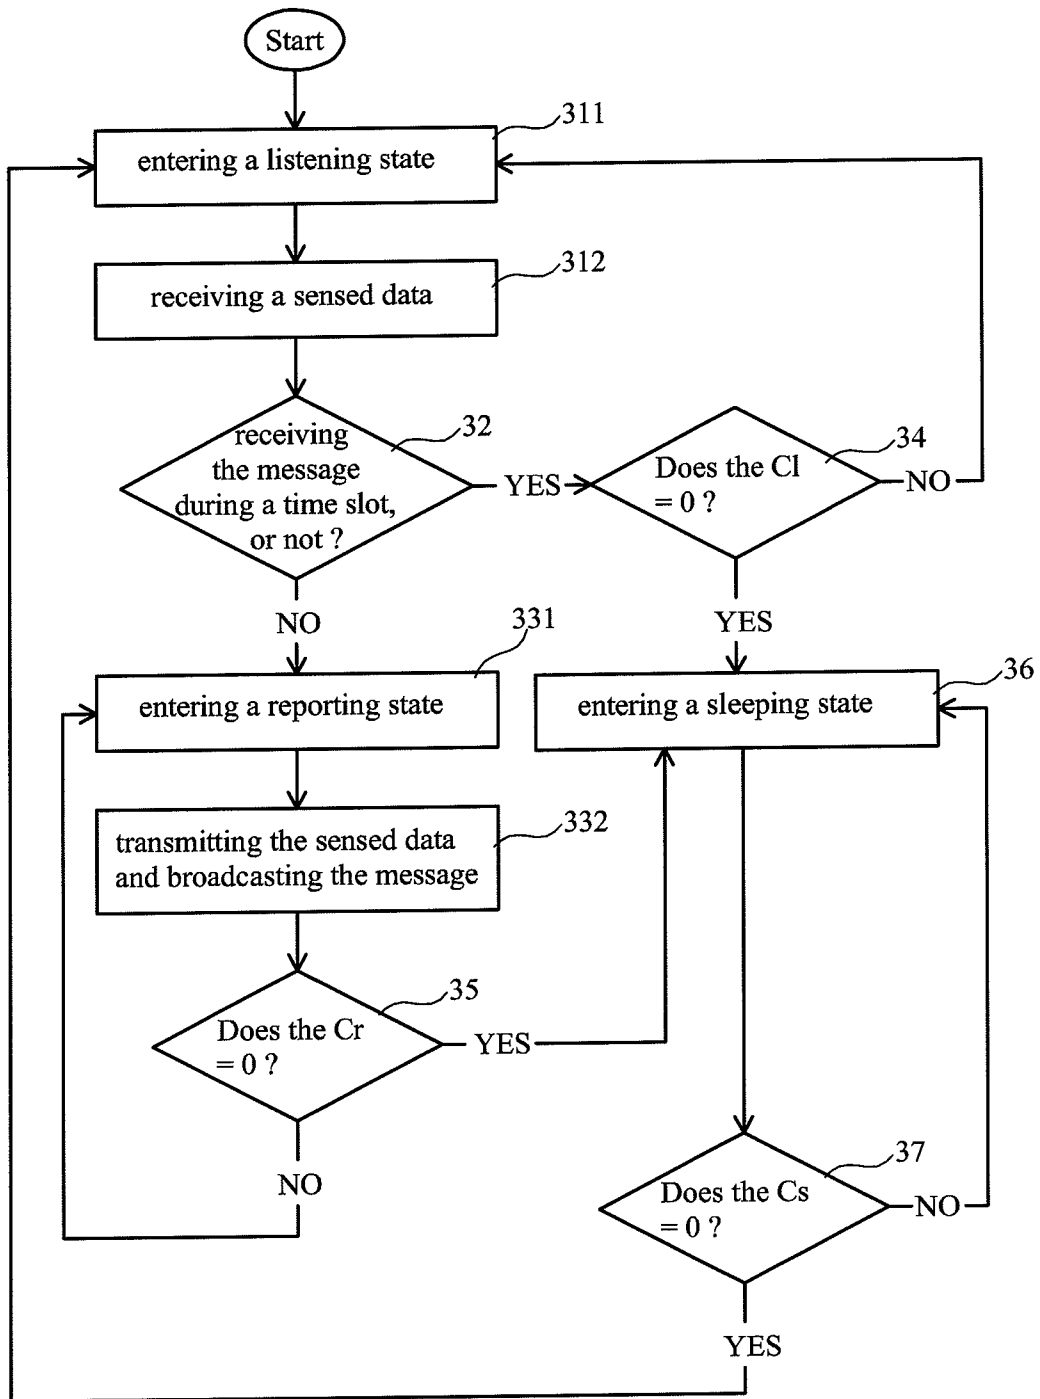 Start
311
entering a listening state
312
receiving a sensed data
32
receiving
the message
during a time slot,
or not ?
YES
34
Does the Cl
= 0 ?
NO
NO
YES
331
entering a reporting state
36
entering a sleeping state
332
transmitting the sensed data
and broadcasting the message
35
Does the Cr
= 0 ?
YES
NO
37
Does the Cs
= 0 ?
NO
YES